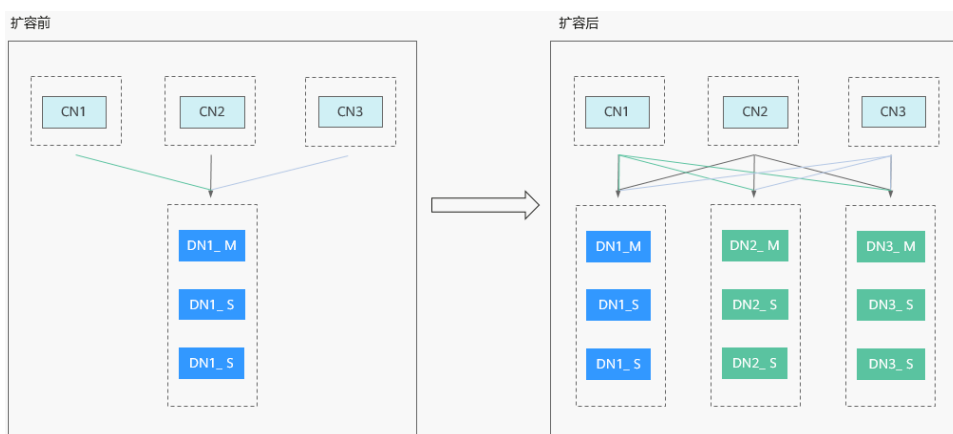 扩容前
扩容后
CN1
CN2
CN3
CN1
CN2
CN3
DN1_ M
DN1_M
DN2_ M
DN3_ M
DN1_ S
DN1_S
DN2_ S
DN3_ S
DN1_ S
DN1_ S
DN2_ S
DN3_ S